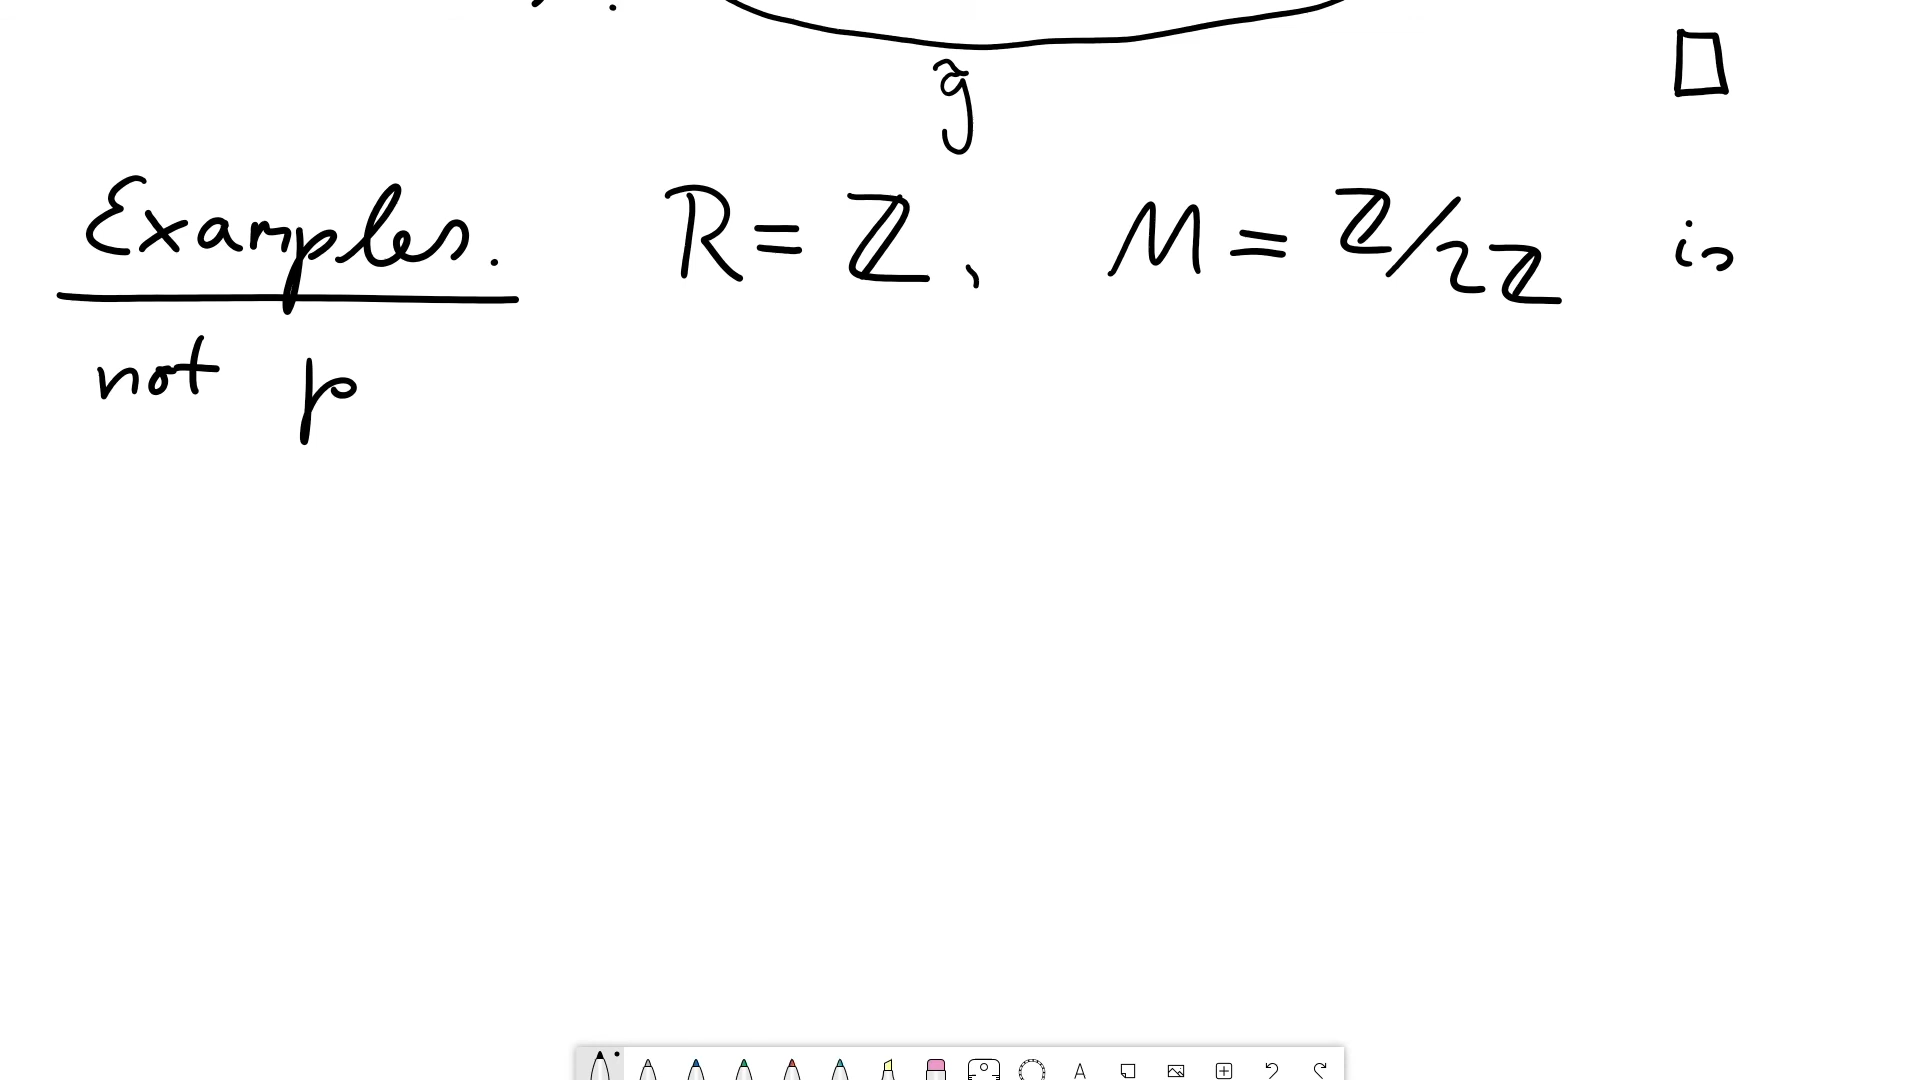 g̃
Examples. R = ℤ, M = ℤ/2ℤ is
not p